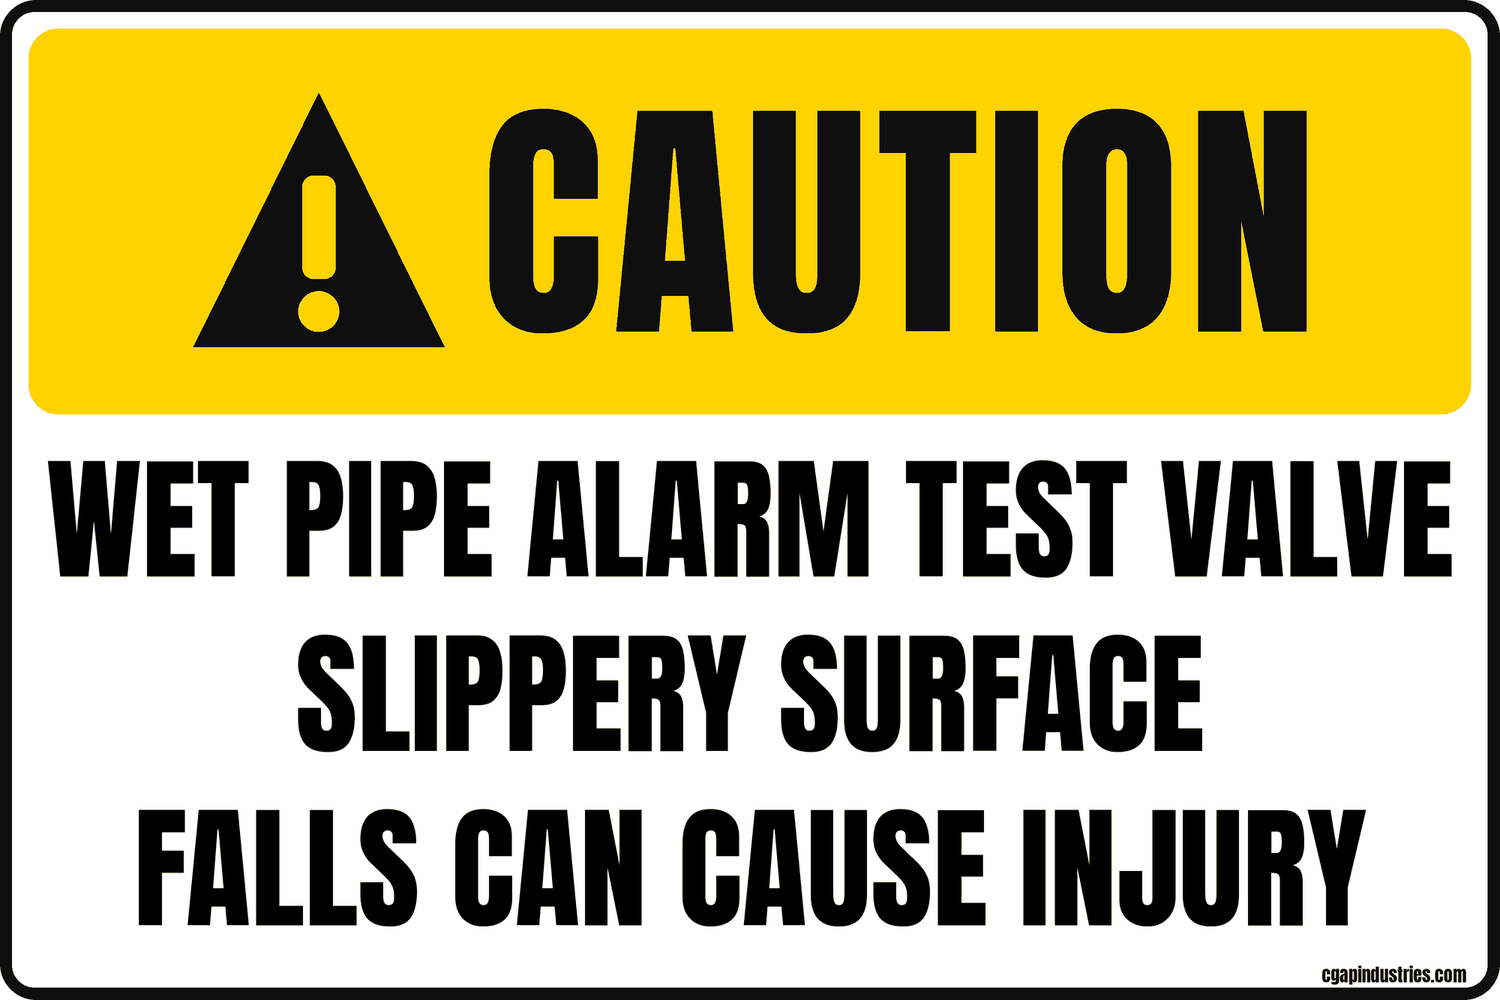 CAUTION
WET PIPE ALARM TEST VALVE
SLIPPERY SURFACE
FALLS CAN CAUSE INJURY
cgapindustries.com